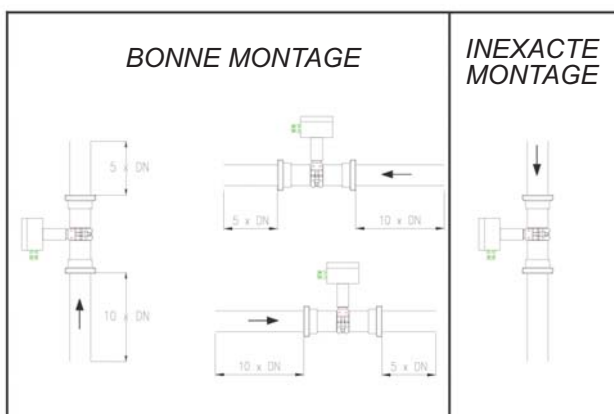 BONNE MONTAGE
INEXACTE
MONTAGE
5 x DN
10 x DN
5 x DN
10 x DN
10 x DN
5 x DN